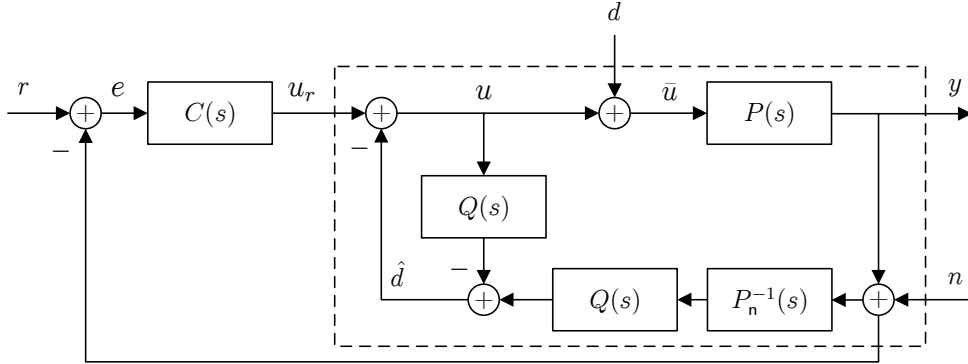 d
r
e
C(s)
u_r
u
ū
P(s)
y
Q(s)
d̂
Q(s)
P_n^{-1}(s)
n
+
−
+
−
+
−
+
+